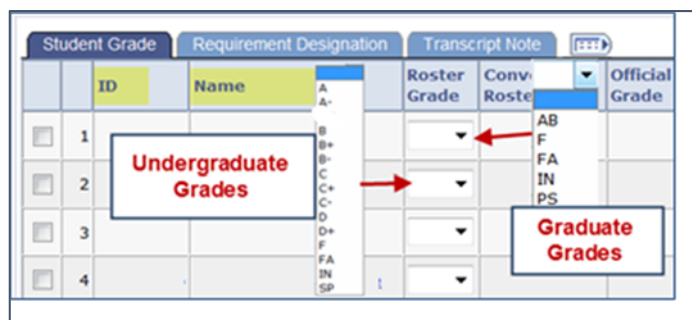 Student Grade
Requirement Designation
Transcript Note
ID
Name
Roster
Grade
Roste
Official
Grade
A
A-
B
B+
B-
C
C+
C-
D
D+
F
FA
IN
SP
AB
F
FA
IN
PS
1
2
3
4
Undergraduate
Grades
Graduate
Grades